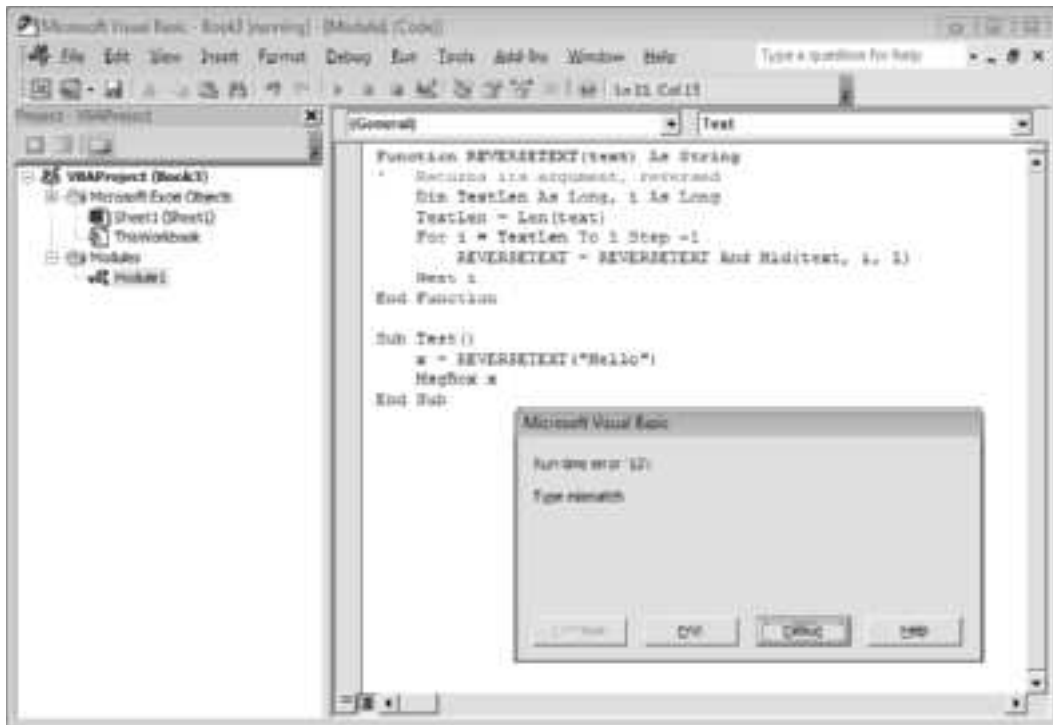 Microsoft Visual Basic - Book3 [running] - [Module1 (Code)]
File Edit View Insert Format Debug Run Tools Add-Ins Window Help
Type a question for help
Ln 11, Col 15
Project - VBAProject
VBAProject (Book3)
Microsoft Excel Objects
Sheet1 (Sheet1)
ThisWorkbook
Modules
Module1
(General)
Test
Function REVERSETEXT(text) As String
' Returns its argument, reversed
Dim TextLen As Long, i As Long
TextLen = Len(text)
For i = TextLen To 1 Step -1
REVERSETEXT = REVERSETEXT And Mid(text, i, 1)
Next i
End Function
Sub Test()
x = REVERSETEXT("Hello")
MsgBox x
End Sub
Microsoft Visual Basic
Run-time error '13':
Type mismatch
Continue
End
Debug
Help